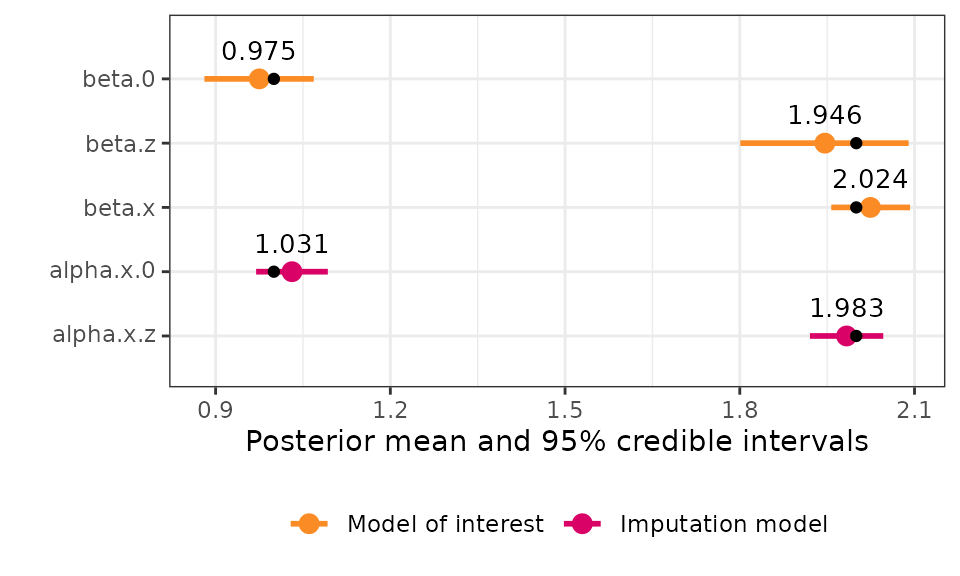 0.975
beta.0
1.946
beta.z
2.024
beta.x
1.031
alpha.x.0
1.983
alpha.x.z
0.9 1.2 1.5 1.8 2.1
Posterior mean and 95% credible intervals
Model of interest Imputation model